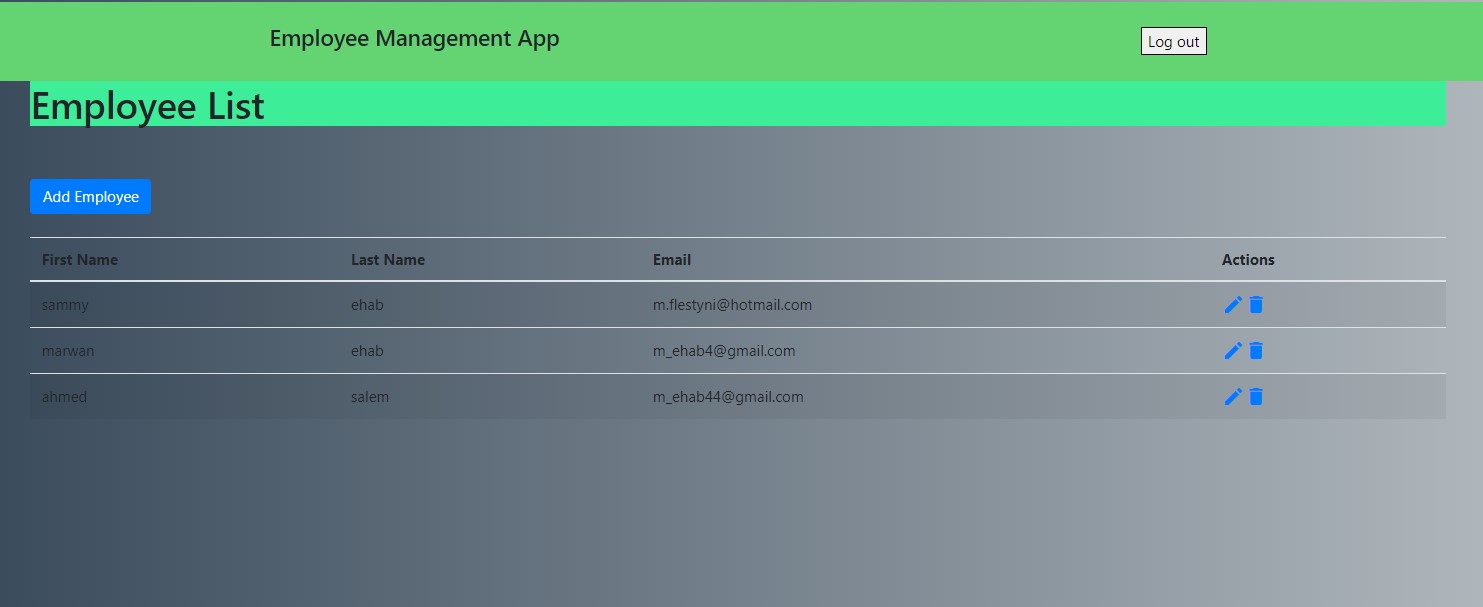 Employee Management App
Log out
Employee List
Add Employee
First Name Last Name Email Actions
sammy ehab m.flestyni@hotmail.com
marwan ehab m_ehab4@gmail.com
ahmed salem m_ehab44@gmail.com